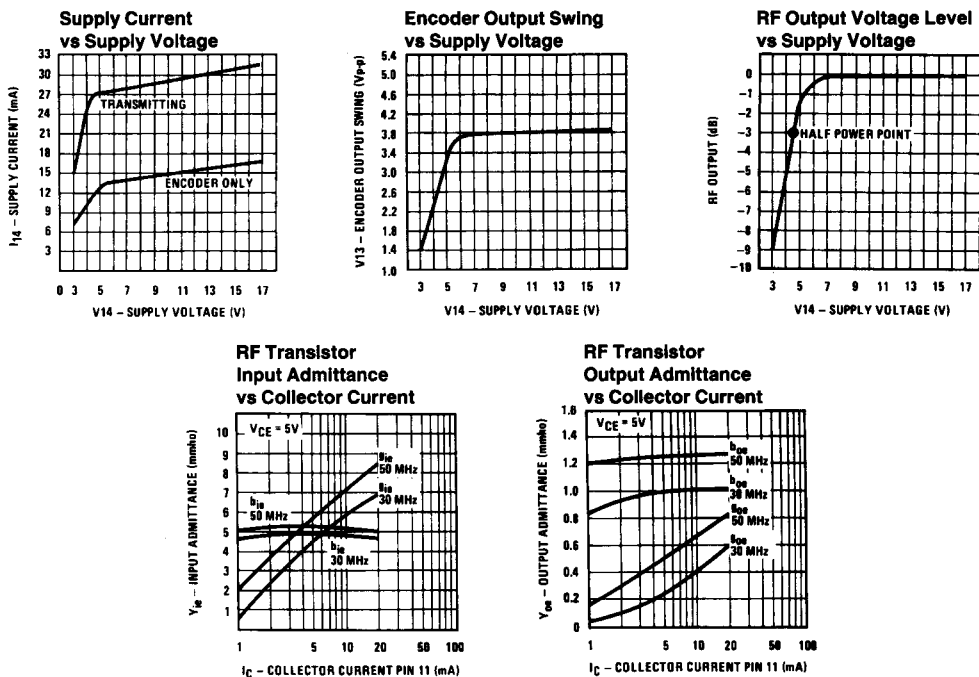 Supply Current
vs Supply Voltage
I14 – SUPPLY CURRENT (mA)
33
30
27
24
21
18
15
12
9
6
3
TRANSMITTING
ENCODER ONLY
0 3 5 7 9 11 13 15 17
V14 – SUPPLY VOLTAGE (V)
Encoder Output Swing
vs Supply Voltage
V13 – ENCODER OUTPUT SWING (Vp-p)
5.4
5.0
4.6
4.2
3.8
3.4
3.0
2.6
2.2
1.8
1.4
1.0
3 5 7 9 11 13 15 17
V14 – SUPPLY VOLTAGE (V)
RF Output Voltage Level
vs Supply Voltage
RF OUTPUT (dB)
0
–1
–2
–3
–4
–5
–6
–7
–8
–9
–10
HALF POWER POINT
3 5 7 9 11 13 15 17
V14 – SUPPLY VOLTAGE (V)
RF Transistor
Input Admittance
vs Collector Current
Yie – INPUT ADMITTANCE (mmho)
10
9
8
7
6
5
4
3
2
1
VCE = 5V
gie
50 MHz
gie
30 MHz
bie
50 MHz
bie
30 MHz
1 5 10 20 50 100
IC – COLLECTOR CURRENT PIN 11 (mA)
RF Transistor
Output Admittance
vs Collector Current
Yoe – OUTPUT ADMITTANCE (mmho)
1.6
1.4
1.2
1.0
0.8
0.6
0.4
0.2
0
VCE = 5V
boe
50 MHz
boe
30 MHz
goe
50 MHz
goe
30 MHz
1 5 10 20 50 100
IC – COLLECTOR CURRENT PIN 11 (mA)